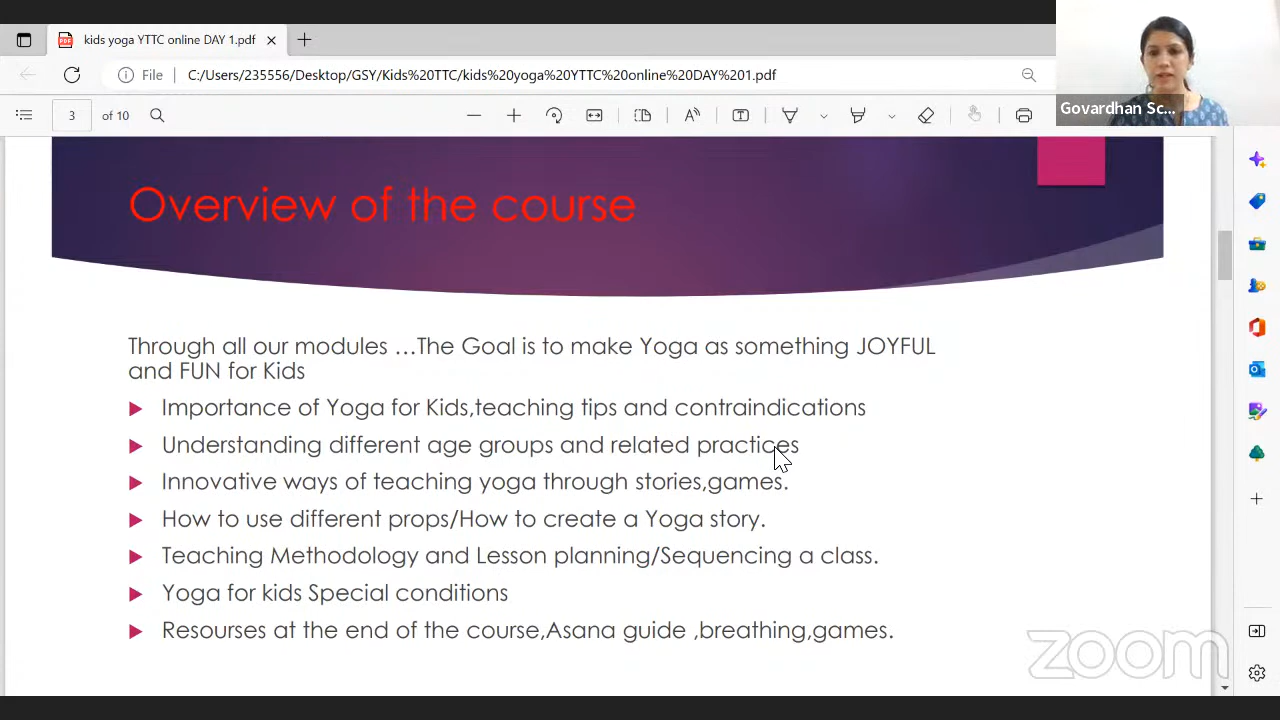 kids yoga YTTC online DAY 1.pdf
File C:/Users/235556/Desktop/GSY/Kids%20TTC/kids%20yoga%20YTTC%20online%20DAY%201.pdf
Govardhan Sc...
3 of 10
Overview of the course
Through all our modules ...The Goal is to make Yoga as something JOYFUL
and FUN for Kids
Importance of Yoga for Kids,teaching tips and contraindications
Understanding different age groups and related practices
Innovative ways of teaching yoga through stories,games.
How to use different props/How to create a Yoga story.
Teaching Methodology and Lesson planning/Sequencing a class.
Yoga for kids Special conditions
Resourses at the end of the course,Asana guide ,breathing,games.
zoom